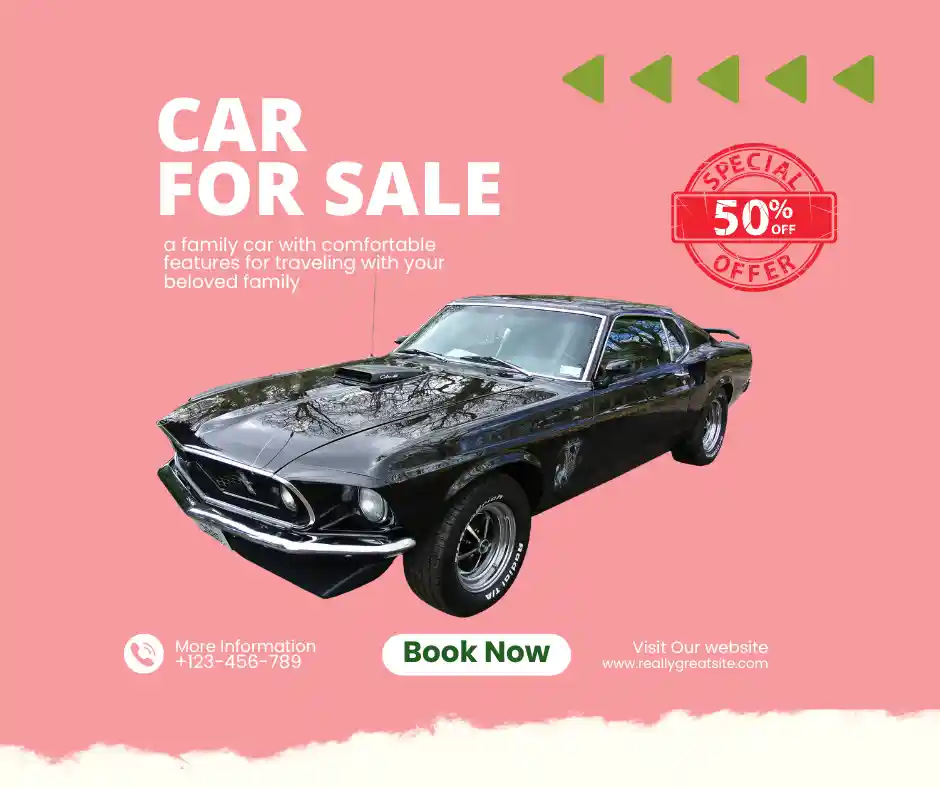 CAR
FOR SALE
a family car with comfortable
features for traveling with your
beloved family
SPECIAL
50%
OFF
OFFER
Radial T/A
More Information
+123-456-789
Book Now
Visit Our website
www.reallygreatsite.com